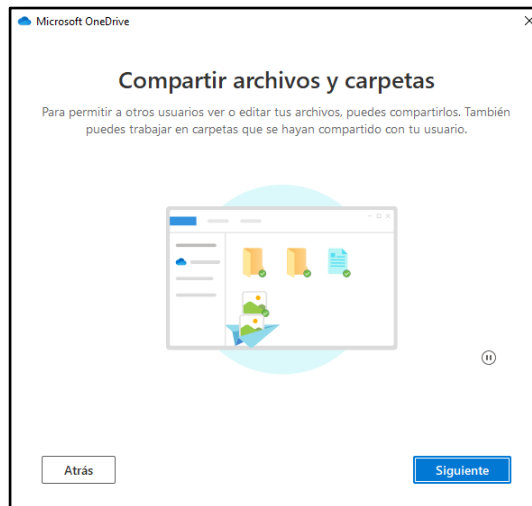 Microsoft OneDrive
Compartir archivos y carpetas
Para permitir a otros usuarios ver o editar tus archivos, puedes compartirlos. También
puedes trabajar en carpetas que se hayan compartido con tu usuario.
Atrás
Siguiente